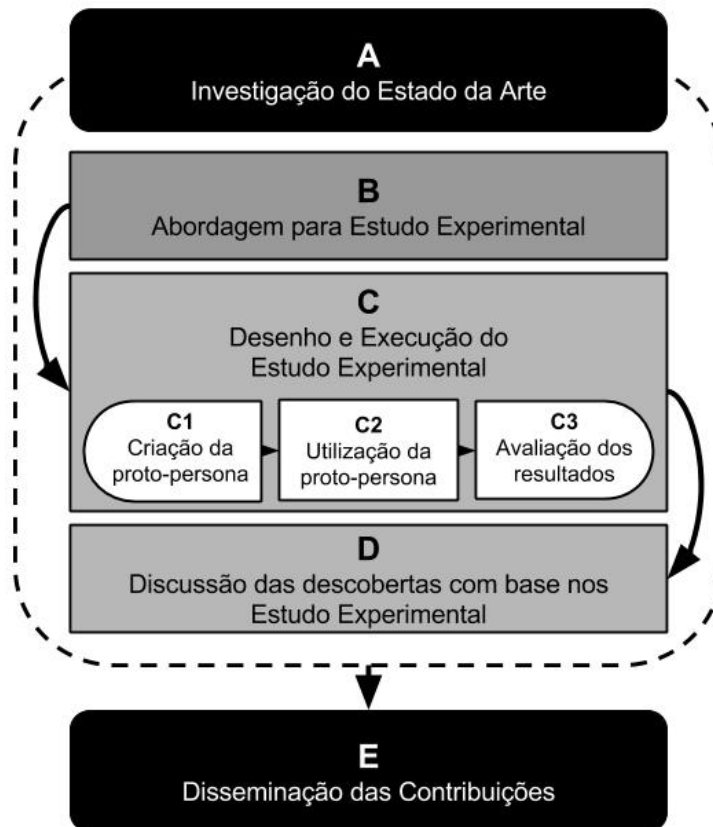 A
Investigação do Estado da Arte
B
Abordagem para Estudo Experimental
C
Desenho e Execução do
Estudo Experimental
C1
Criação da
proto-persona
C2
Utilização da
proto-persona
C3
Avaliação dos
resultados
D
Discussão das descobertas com base nos
Estudo Experimental
E
Disseminação das Contribuições